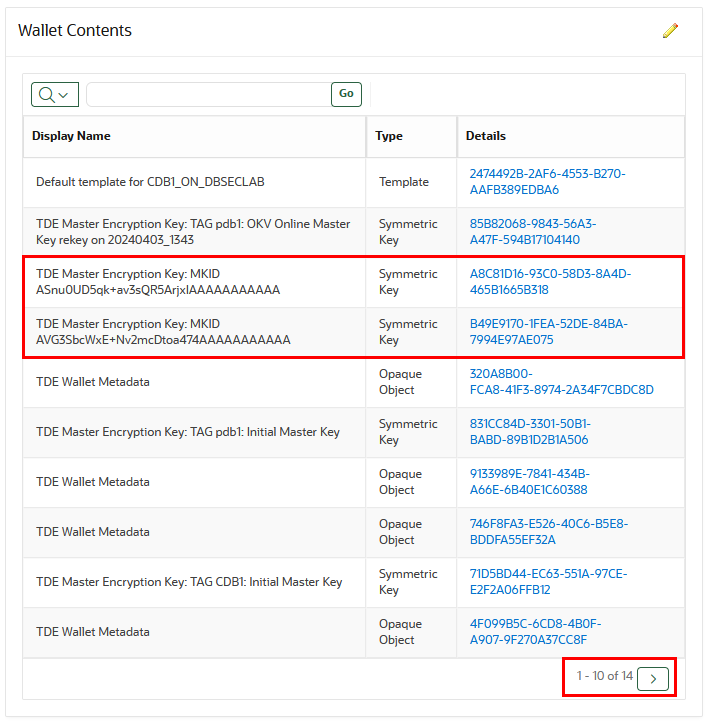 Wallet Contents
Go
Display Name Type Details
Default template for CDB1_ON_DBSECLAB Template 2474492B-2AF6-4553-B270-
AAFB389EDBA6
TDE Master Encryption Key: TAG pdb1: OKV Online Master Symmetric 85B82068-9843-56A3-
Key rekey on 20240403_1343 Key A47F-594B17104140
TDE Master Encryption Key: MKID Symmetric A8C81D16-93C0-58D3-8A4D-
ASnu0UD5qk+av3sQR5ArjxIAAAAAAAAAAA Key 465B1665B318
TDE Master Encryption Key: MKID Symmetric B49E9170-1FEA-52DE-84BA-
AVG3SbcWxE+Nv2mcDtoa474AAAAAAAAAAA Key 7994E97AE075
TDE Wallet Metadata Opaque 320A8B00-
Object FCA8-41F3-8974-2A34F7CBDC8D
TDE Master Encryption Key: TAG pdb1: Initial Master Key Symmetric 831CC84D-3301-50B1-
Key BABD-89B1D2B1A506
TDE Wallet Metadata Opaque 9133989E-7841-434B-
Object A66E-6B40E1C60388
TDE Wallet Metadata Opaque 746F8FA3-E526-40C6-B5E8-
Object BDDFA55EF32A
TDE Master Encryption Key: TAG CDB1: Initial Master Key Symmetric 71D5BD44-EC63-551A-97CE-
Key E2F2A06FFB12
TDE Wallet Metadata Opaque 4F099B5C-6CD8-4B0F-
Object A907-9F270A37CC8F
1 - 10 of 14